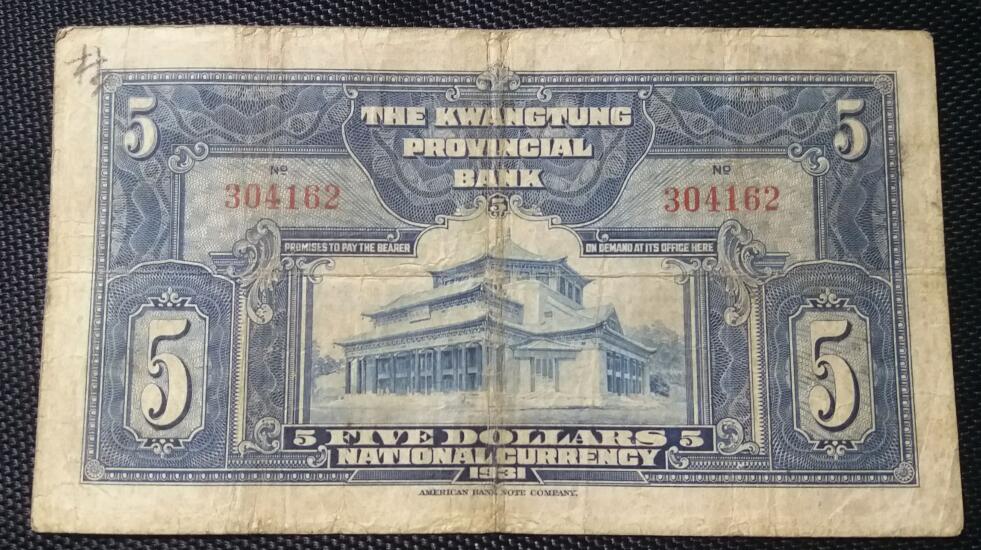 5 THE KWANGTUNG 5
PROVINCIAL
BANK
Nº Nº
304162 304162
5
PROMISES TO PAY THE BEARER ON DEMAND AT ITS OFFICE HERE
5 5
5 FIVE DOLLARS 5
NATIONAL CURRENCY
1931
AMERICAN BANK NOTE COMPANY.